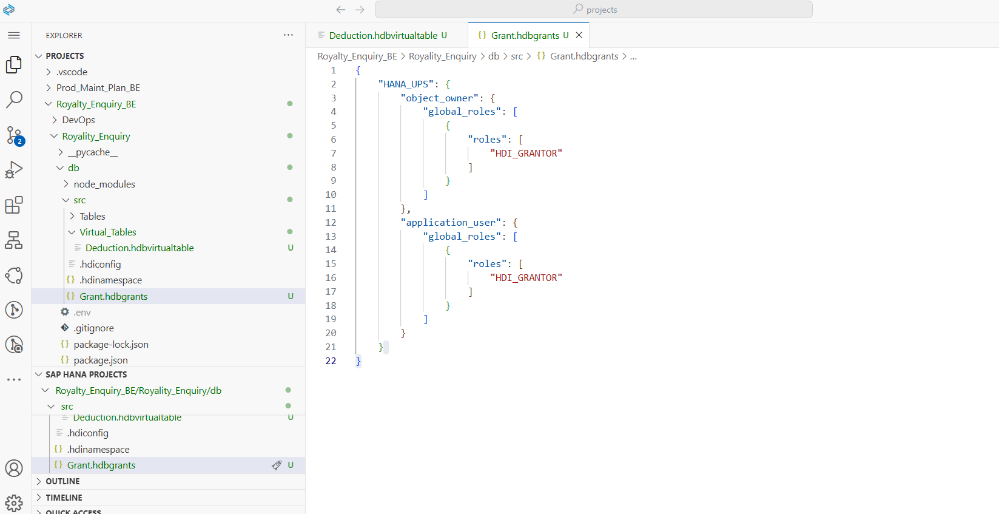 projects
EXPLORER
PROJECTS
.vscode
Prod_Maint_Plan_BE
Royalty_Enquiry_BE
DevOps
Royality_Enquiry
__pycache__
db
node_modules
src
Tables
Virtual_Tables
Deduction.hdbvirtualtable U
.hdiconfig
{} .hdinamespace
{} Grant.hdbgrants U
.env
.gitignore
{} package-lock.json
{} package.json
SAP HANA PROJECTS
Royalty_Enquiry_BE/Royality_Enquiry/db
src
Deduction.hdbvirtualtable U
.hdiconfig
{} .hdinamespace
{} Grant.hdbgrants U
OUTLINE
TIMELINE
QUICK ACCESS
2
Deduction.hdbvirtualtable U
{} Grant.hdbgrants U
Royalty_Enquiry_BE > Royality_Enquiry > db > src > {} Grant.hdbgrants > ...
1 {
2 "HANA_UPS": {
3 "object_owner": {
4 "global_roles": [
5 {
6 "roles": [
7 "HDI_GRANTOR"
8 ]
9 }
10 ]
11 },
12 "application_user": {
13 "global_roles": [
14 {
15 "roles": [
16 "HDI_GRANTOR"
17 ]
18 }
19 ]
20 }
21 }
22 }